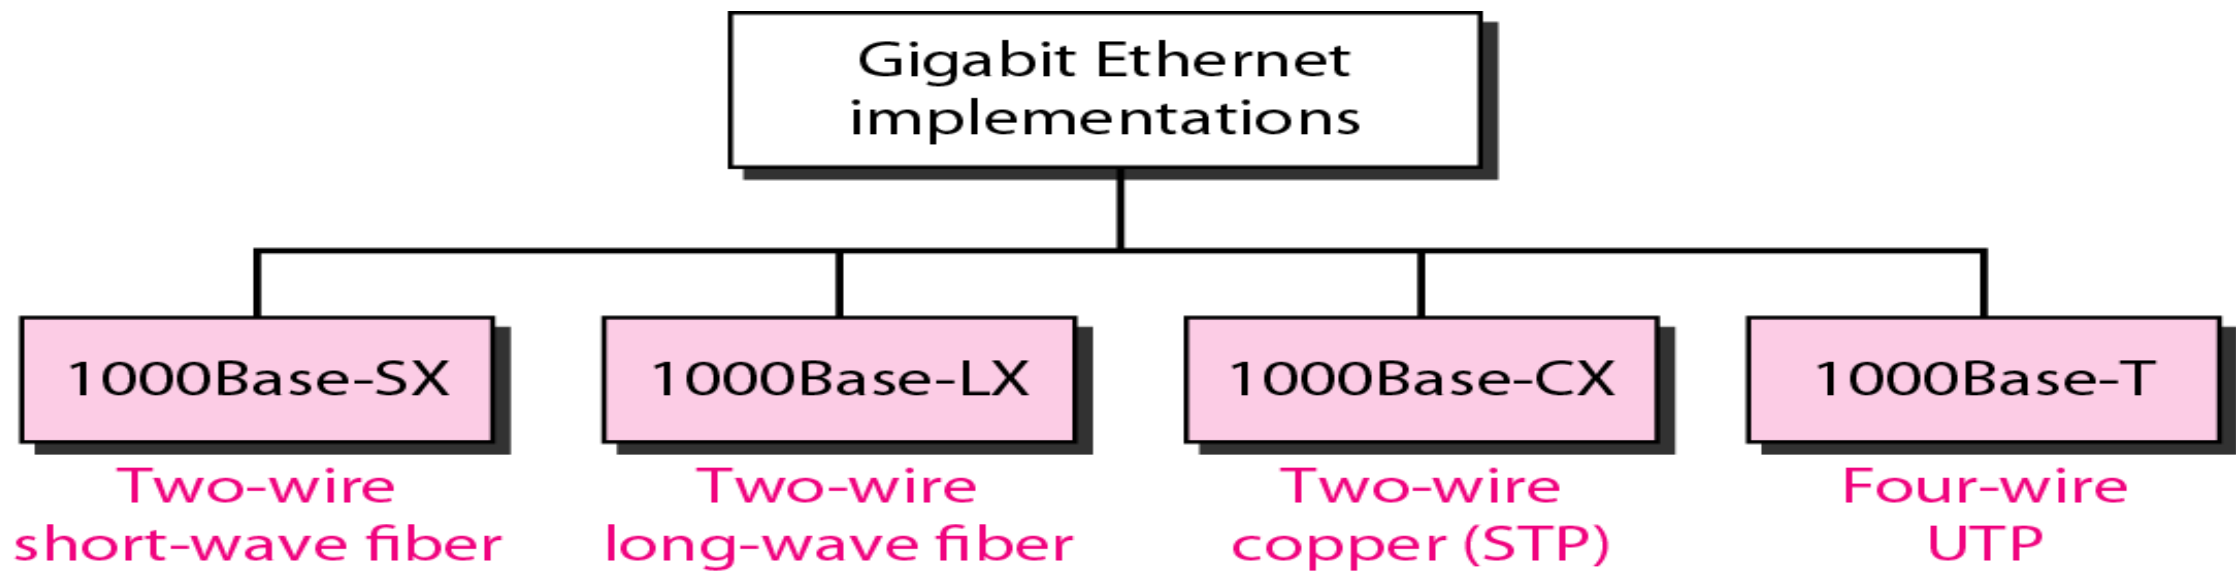 Gigabit Ethernet
implementations
1000Base-SX
1000Base-LX
1000Base-CX
1000Base-T
Two-wire
short-wave fiber
Two-wire
long-wave fiber
Two-wire
copper (STP)
Four-wire
UTP